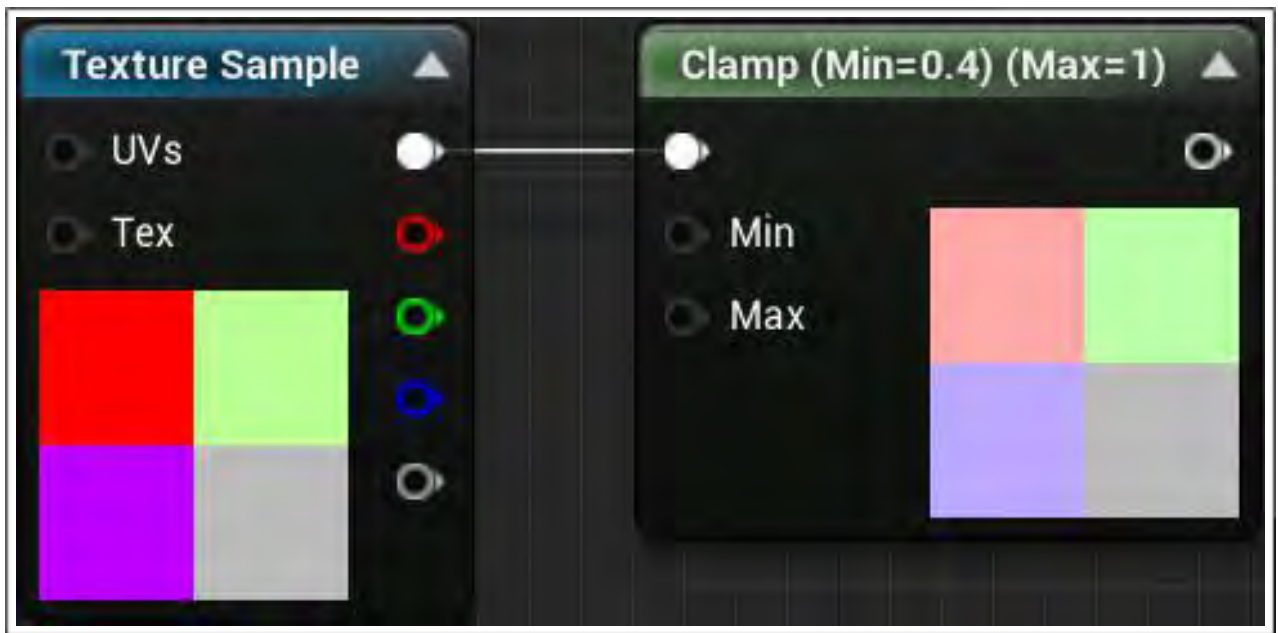 Texture Sample
UVs
Tex
Clamp (Min=0.4) (Max=1)
Min
Max